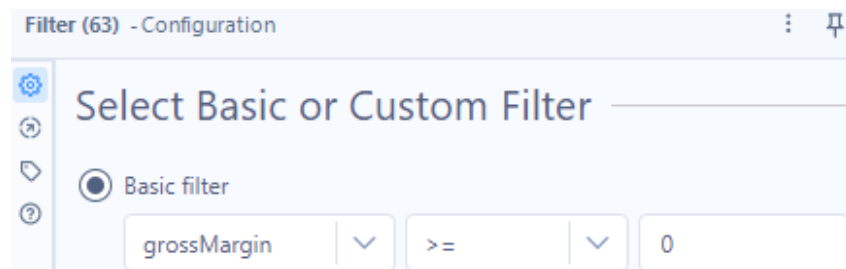 Filter (63) - Configuration
Select Basic or Custom Filter
Basic filter
grossMargin >= 0